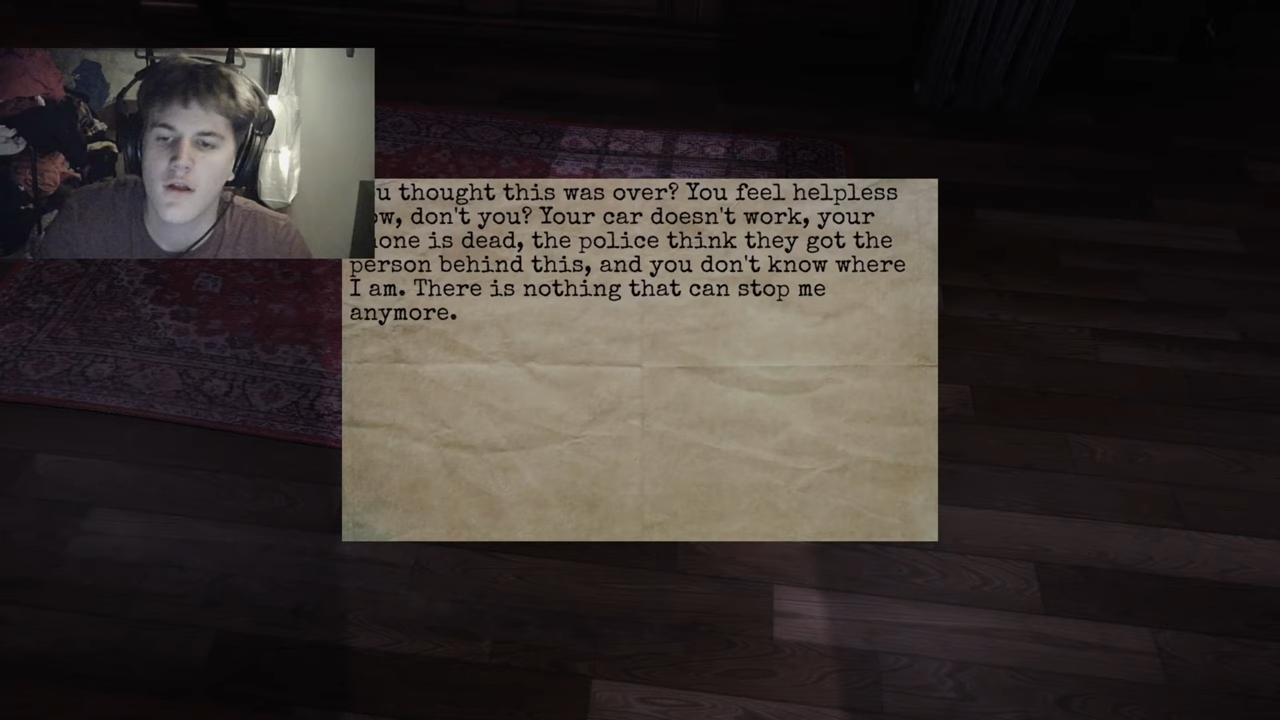 thought this was over? You feel helpless
don't you? Your car doesn't work, your
is dead, the police think they got the
person behind this, and you don't know where
I am. There is nothing that can stop me
anymore.